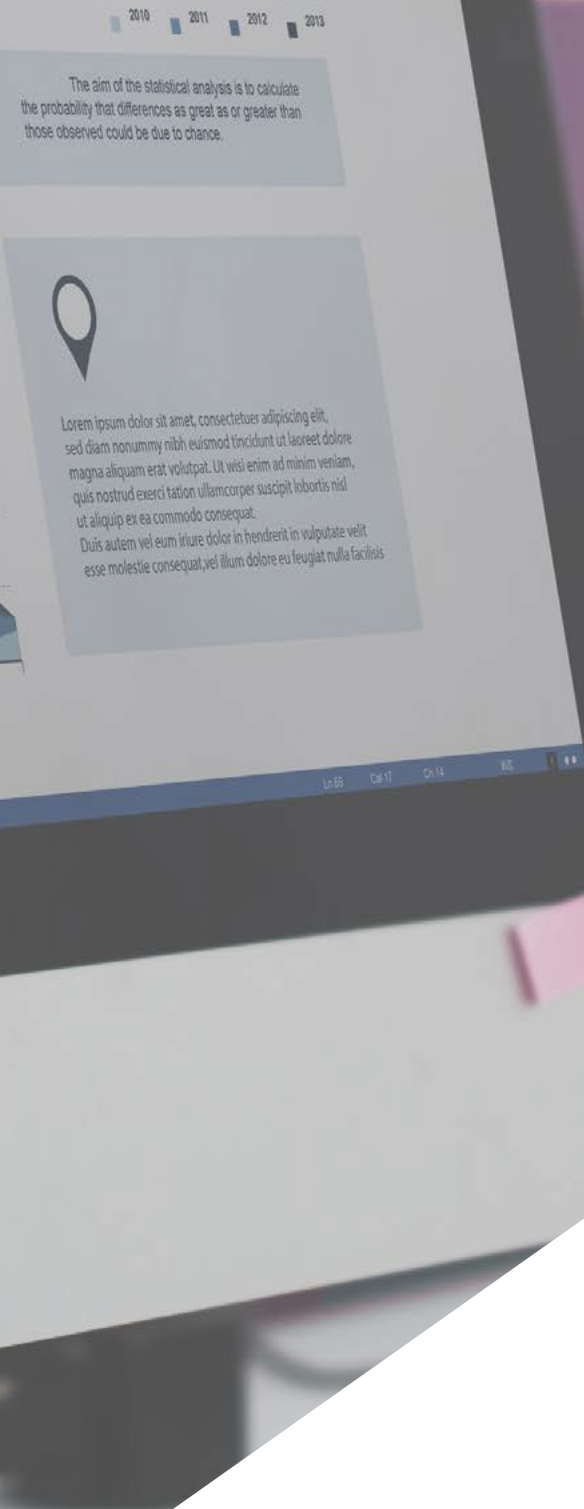 2010 2011 2012 2013
The aim of the statistical analysis is to calculate
the probability that differences as great as or greater than
those observed could be due to chance.
Lorem ipsum dolor sit amet, consectetuer adipiscing elit,
sed diam nonummy nibh euismod tincidunt ut laoreet dolore
magna aliquam erat volutpat. Ut wisi enim ad minim veniam,
quis nostrud exerci tation ullamcorper suscipit lobortis nisl
ut aliquip ex ea commodo consequat.
Duis autem vel eum iriure dolor in hendrerit in vulputate velit
esse molestie consequat,vel illum dolore eu feugiat nulla facilisis
Col 17 Ch 14